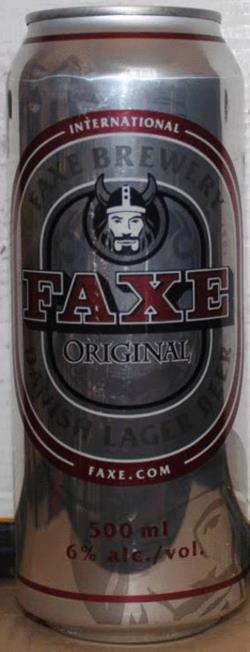 INTERNATIONAL
FAXE BREWERY
FAXE
ORIGINAL
DANISH LAGER BEER
FAXE.COM
500 ml
6% alc./vol.